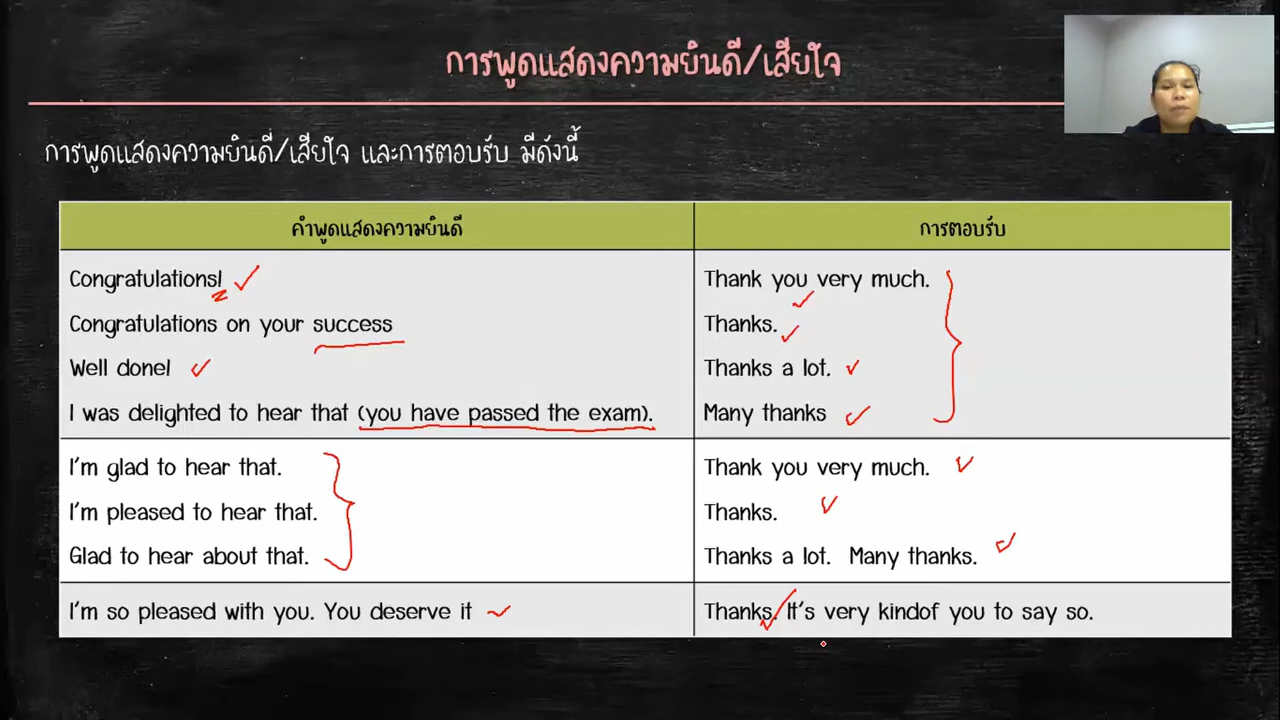 การพูดแสดงความยินดี/เสียใจ
การพูดแสดงความยินดี/เสียใจ และการตอบรับ มีดังนี้
คำพูดแสดงความยินดี
การตอบรับ
Congratulations!
Congratulations on your success
Well done!
I was delighted to hear that (you have passed the exam).
Thank you very much.
Thanks.
Thanks a lot.
Many thanks
I'm glad to hear that.
I'm pleased to hear that.
Glad to hear about that.
Thank you very much.
Thanks.
Thanks a lot. Many thanks.
I'm so pleased with you. You deserve it
Thanks. It's very kindof you to say so.